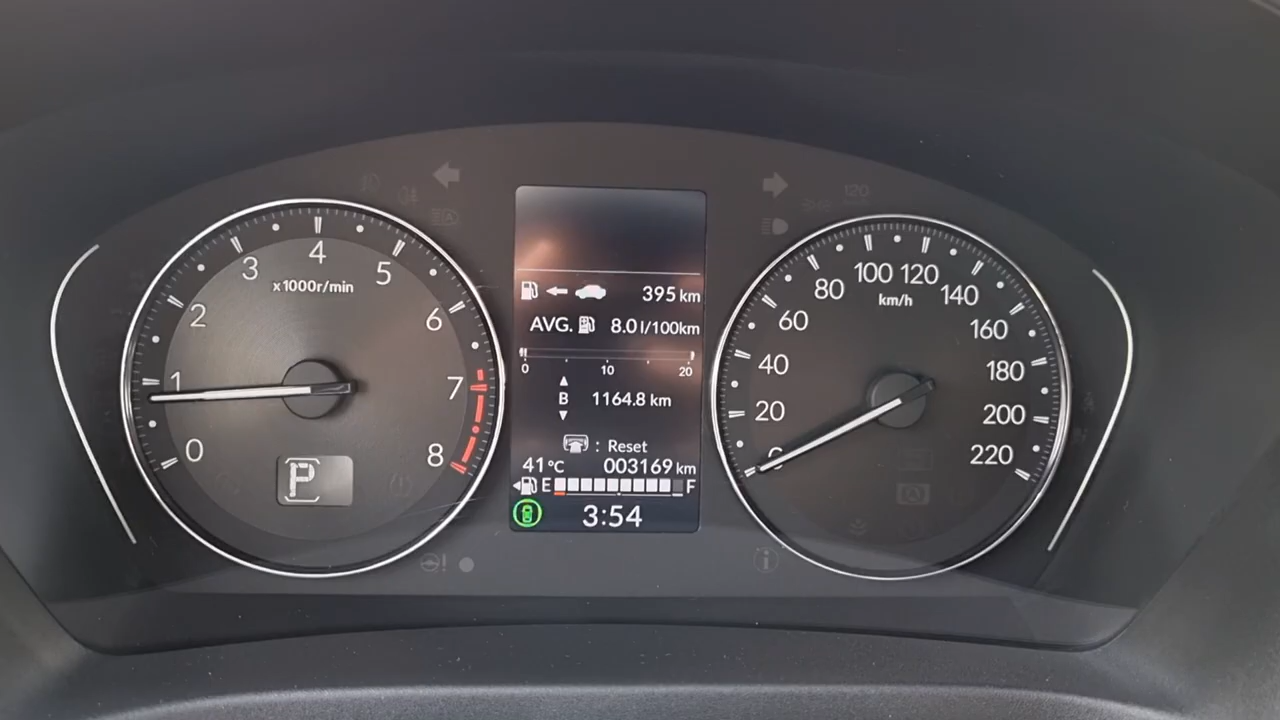 4
3
5
x1000r/min
2
6
1
7
0
8
P
395 km
AVG. 8.0 l/100km
0 10 20
B 1164.8 km
: Reset
41°C 003169 km
E F
3:54
120
100 120
80 140
km/h
60 160
40 180
20 200
0 220